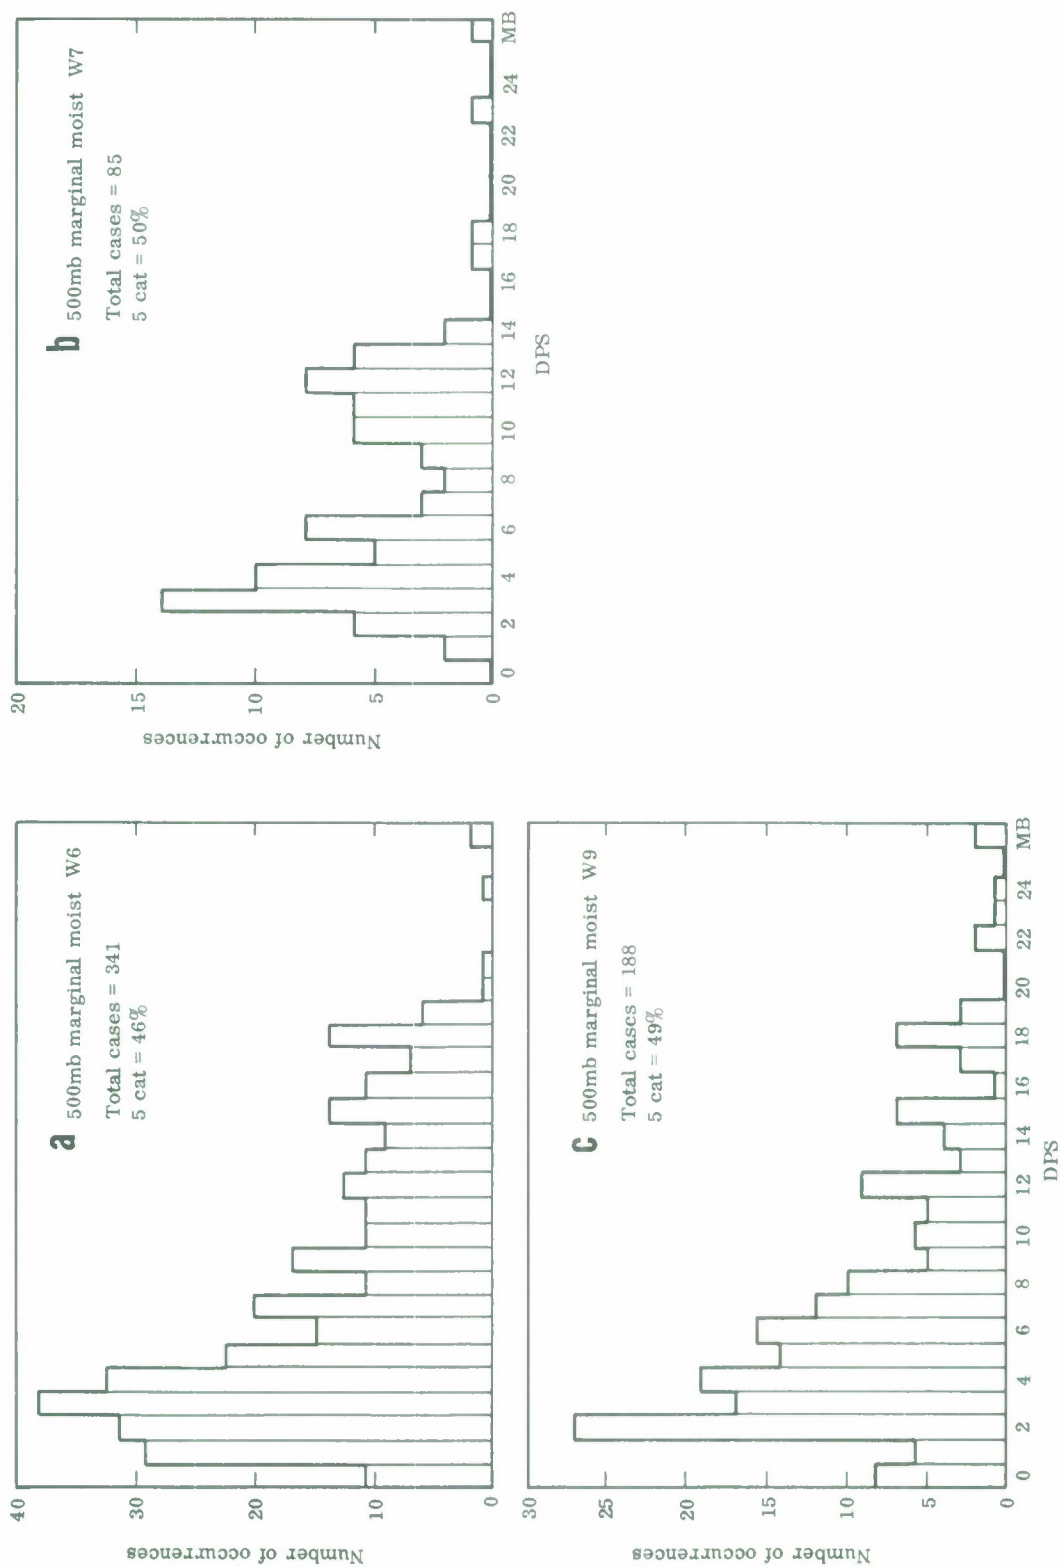 a 500mb marginal moist W6
Total cases = 341
5 cat = 46%
Number of occurrences
40
30
20
10
0
b 500mb marginal moist W7
Total cases = 85
5 cat = 50%
Number of occurrences
20
15
10
5
0
0 2 4 6 8 10 12 14 16 18 20 22 24 MB
DPS
c 500mb marginal moist W9
Total cases = 188
5 cat = 49%
Number of occurrences
30
25
20
15
10
5
0
0 2 4 6 8 10 12 14 16 18 20 22 24 MB
DPS